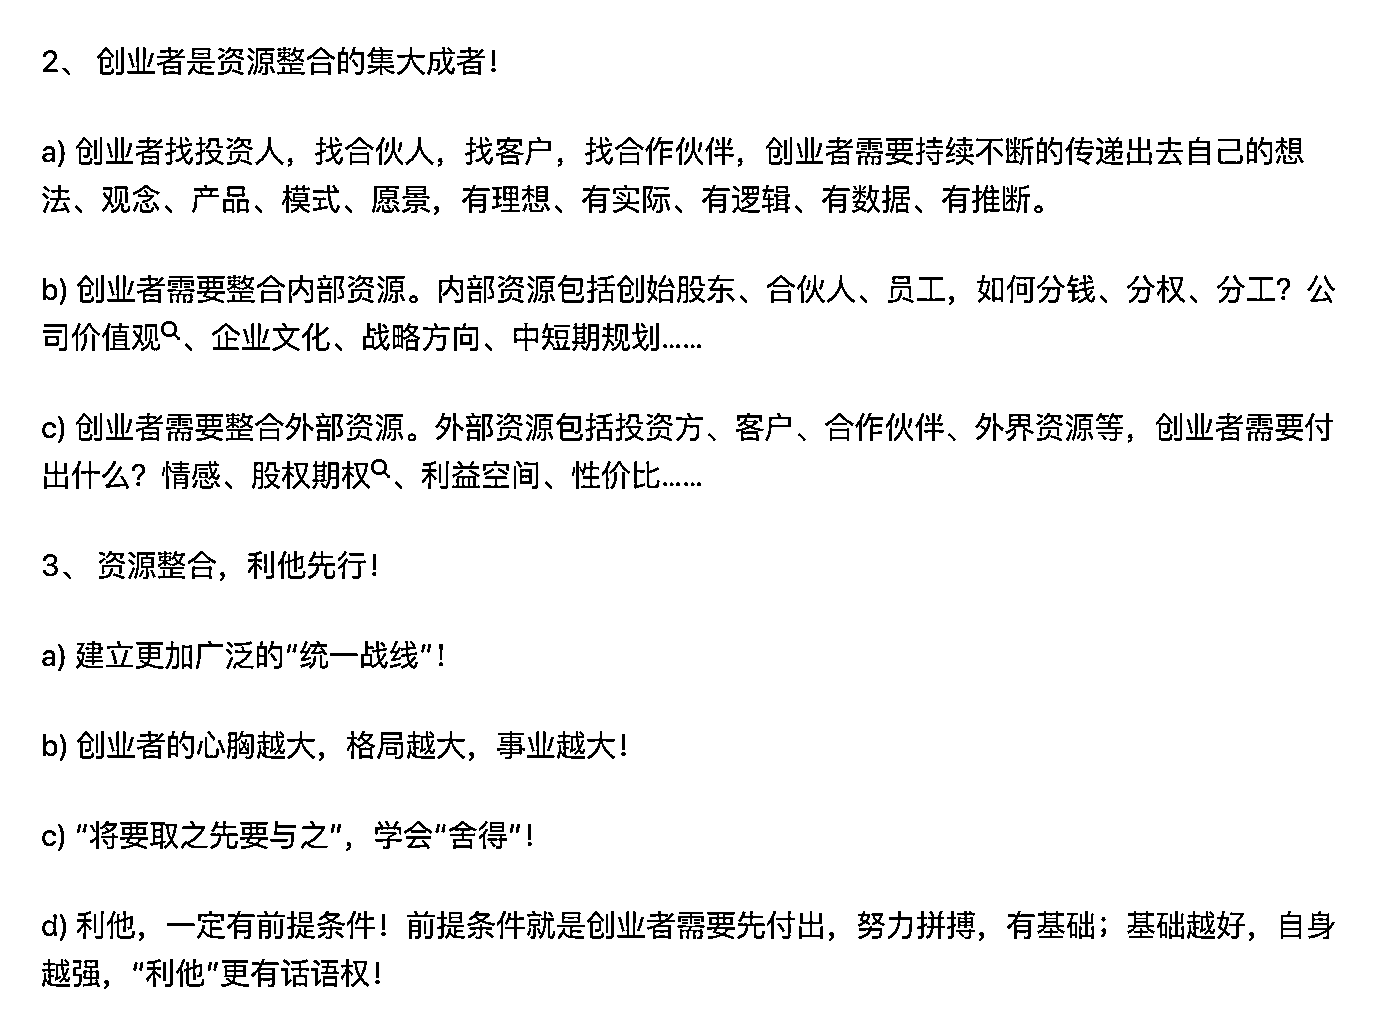 2、 创业者是资源整合的集大成者！
a) 创业者找投资人，找合伙人，找客户，找合作伙伴，创业者需要持续不断的传递出去自己的想
法、观念、产品、模式、愿景，有理想、有实际、有逻辑、有数据、有推断。
b) 创业者需要整合内部资源。内部资源包括创始股东、合伙人、员工，如何分钱、分权、分工？公
司价值观、企业文化、战略方向、中短期规划……
c) 创业者需要整合外部资源。外部资源包括投资方、客户、合作伙伴、外界资源等，创业者需要付
出什么？情感、股权期权、利益空间、性价比……
3、 资源整合，利他先行！
a) 建立更加广泛的“统一战线”！
b) 创业者的心胸越大，格局越大，事业越大！
c) “将要取之先要与之”，学会“舍得”！
d) 利他，一定有前提条件！前提条件就是创业者需要先付出，努力拼搏，有基础；基础越好，自身
越强，“利他”更有话语权！